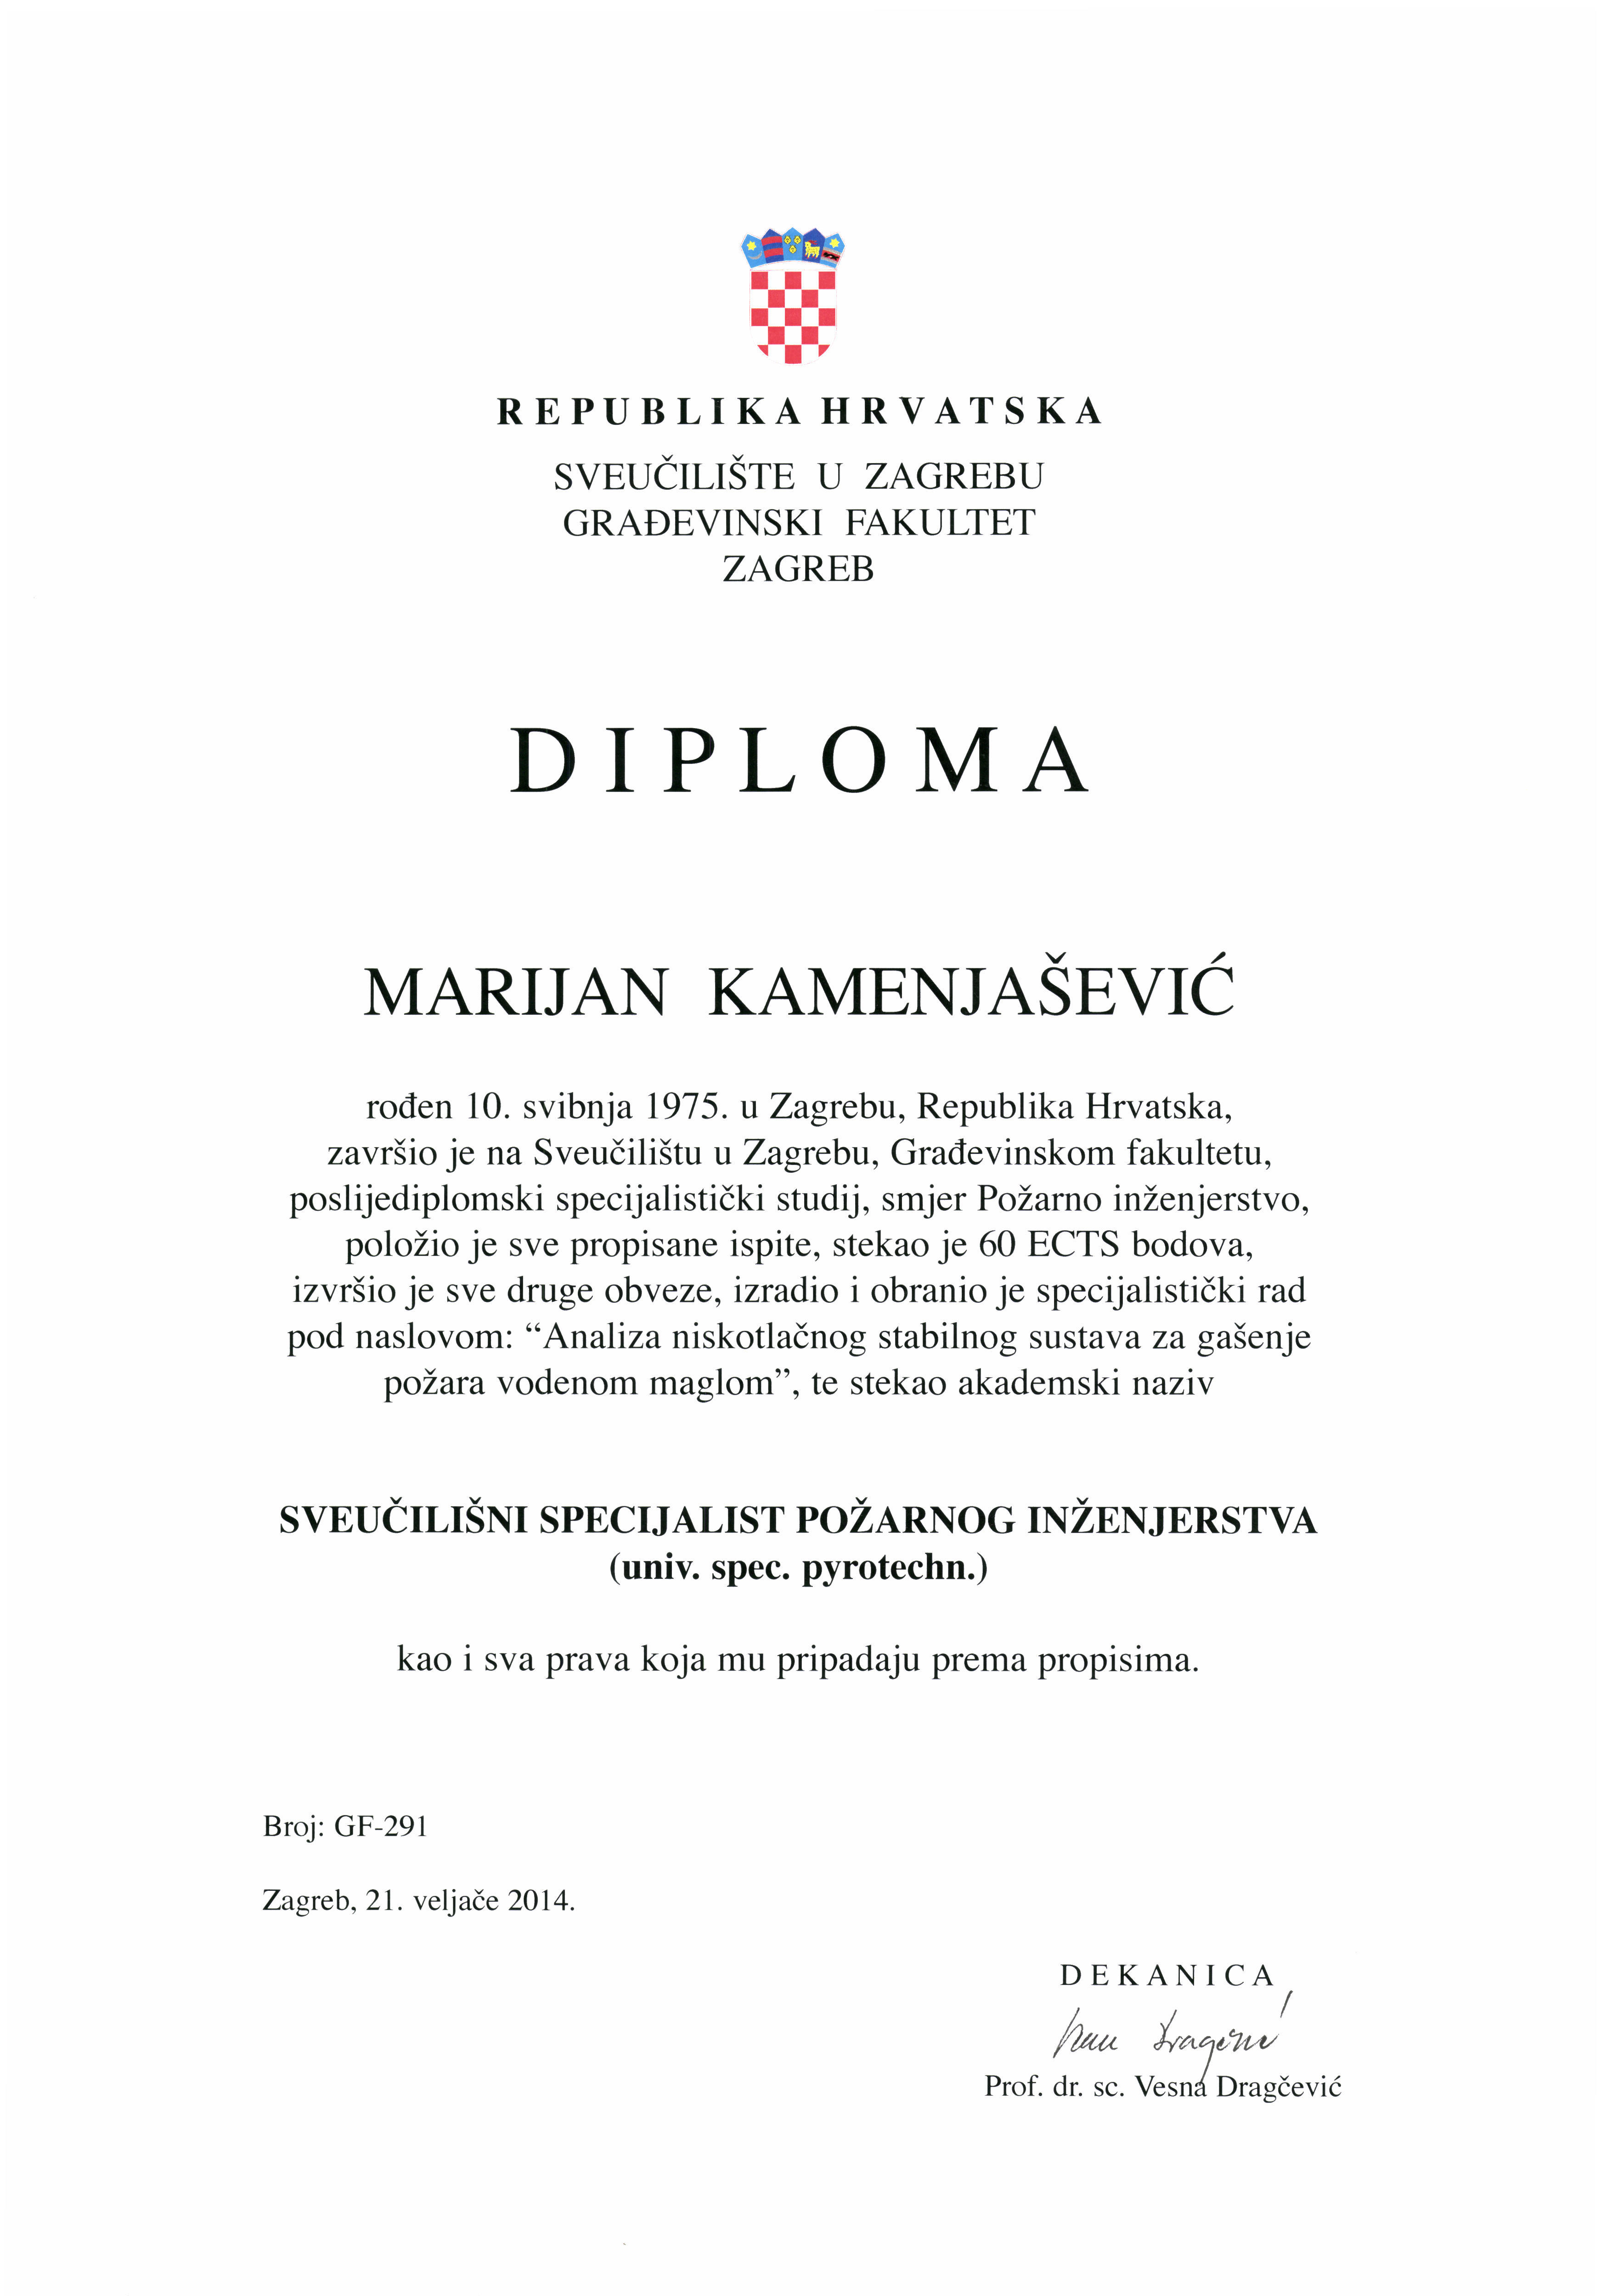 REPUBLIKA HRVATSKA
SVEUČILIŠTE U ZAGREBU
GRAĐEVINSKI FAKULTET
ZAGREB
DIPLOMA
MARIJAN KAMENJAŠEVIĆ
rođen 10. svibnja 1975. u Zagrebu, Republika Hrvatska,
završio je na Sveučilištu u Zagrebu, Građevinskom fakultetu,
poslijediplomski specijalistički studij, smjer Požarno inženjerstvo,
položio je sve propisane ispite, stekao je 60 ECTS bodova,
izvršio je sve druge obveze, izradio i obranio je specijalistički rad
pod naslovom: “Analiza niskotlačnog stabilnog sustava za gašenje
požara vodenom maglom”, te stekao akademski naziv
SVEUČILIŠNI SPECIJALIST POŽARNOG INŽENJERSTVA
(univ. spec. pyrotechn.)
kao i sva prava koja mu pripadaju prema propisima.
Broj: GF-291
Zagreb, 21. veljače 2014.
DEKANICA
Prof. dr. sc. Vesna Dragčević